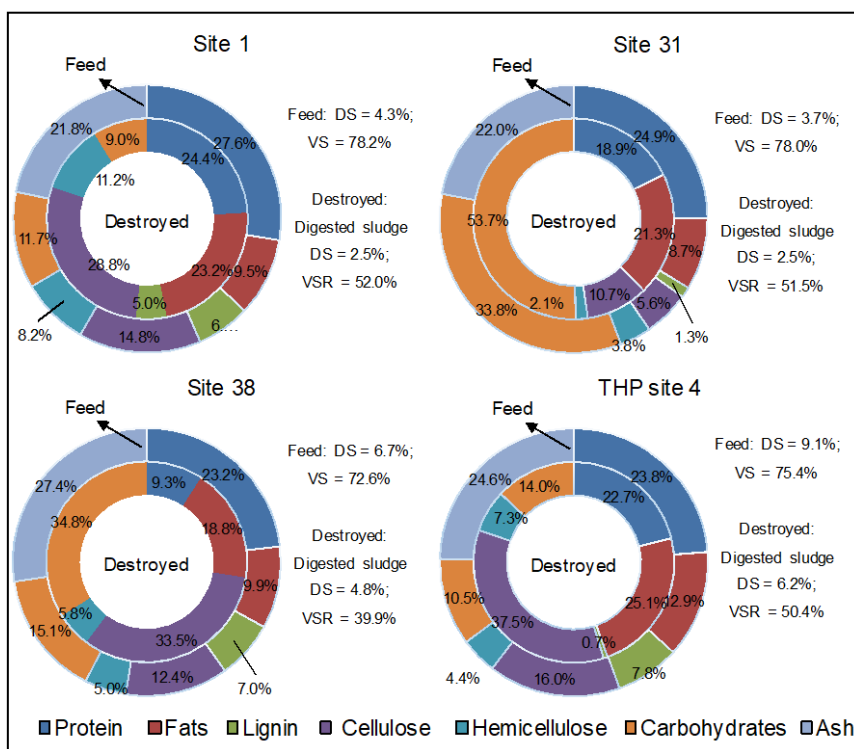 Site 1
Feed
21.8%
9.0%
27.6%
24.4%
11.2%
Destroyed
11.7%
28.8%
23.2%
9.5%
5.0%
8.2%
14.8%
6....
Feed: DS = 4.3%;
VS = 78.2%
Destroyed:
Digested sludge
DS = 2.5%;
VSR = 52.0%
Site 31
Feed
22.0%
24.9%
18.9%
53.7%
Destroyed
21.3%
8.7%
33.8%
2.1%
10.7%
5.6%
3.8%
1.3%
Feed: DS = 3.7%;
VS = 78.0%
Destroyed:
Digested sludge
DS = 2.5%;
VSR = 51.5%
Site 38
Feed
27.4%
9.3%
23.2%
34.8%
18.8%
Destroyed
5.8%
9.9%
15.1%
33.5%
5.0%
12.4%
7.0%
Feed: DS = 6.7%;
VS = 72.6%
Destroyed:
Digested sludge
DS = 4.8%;
VSR = 39.9%
THP site 4
Feed
24.6%
14.0%
23.8%
22.7%
7.3%
Destroyed
10.5%
37.5%
25.1%
12.9%
0.7%
4.4%
16.0%
7.8%
Feed: DS = 9.1%;
VS = 75.4%
Destroyed:
Digested sludge
DS = 6.2%;
VSR = 50.4%
Protein Fats Lignin Cellulose Hemicellulose Carbohydrates Ash